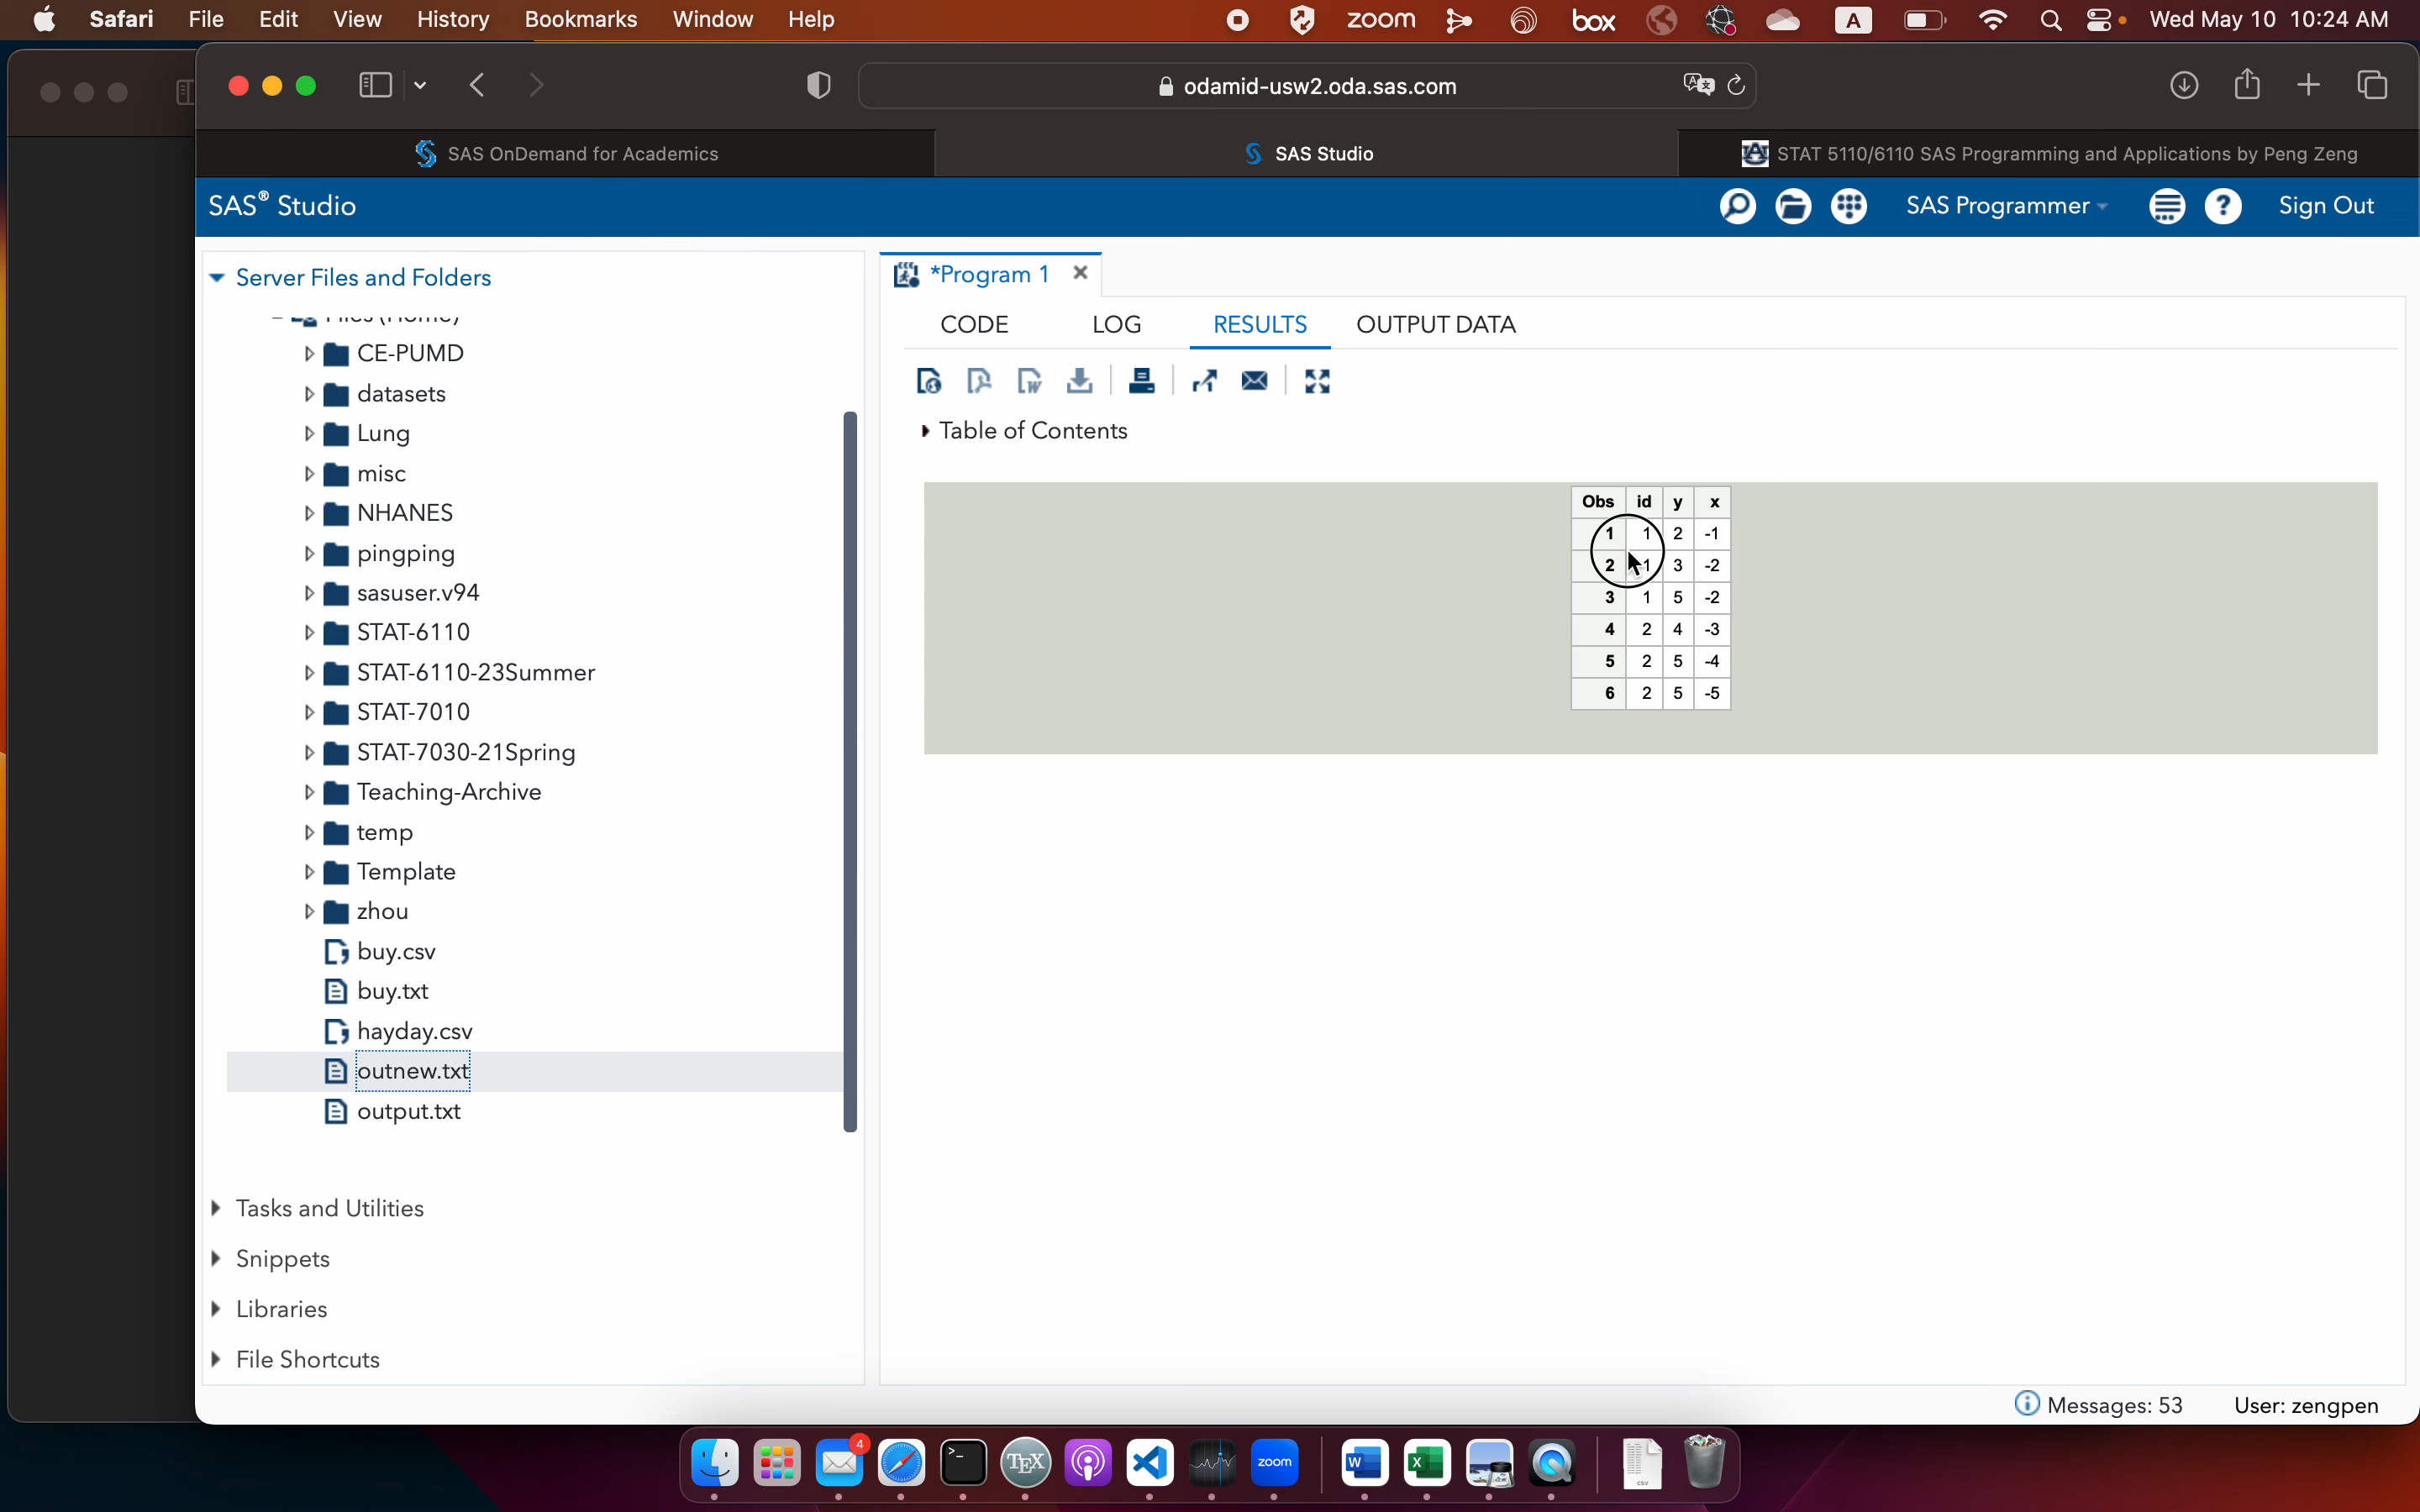 Safari File Edit View History Bookmarks Window Help zoom box A Wed May 10 10:24 AM
odamid-usw2.oda.sas.com
SAS OnDemand for Academics SAS Studio STAT 5110/6110 SAS Programming and Applications by Peng Zeng
SAS® Studio SAS Programmer ? Sign Out
Server Files and Folders
CE-PUMD
datasets
Lung
misc
NHANES
pingping
sasuser.v94
STAT-6110
STAT-6110-23Summer
STAT-7010
STAT-7030-21Spring
Teaching-Archive
temp
Template
zhou
buy.csv
buy.txt
hayday.csv
outnew.txt
output.txt
Tasks and Utilities
Snippets
Libraries
File Shortcuts
*Program 1
CODE LOG RESULTS OUTPUT DATA
Table of Contents
Obs id y x
1 1 2 -1
2 1 3 -2
3 1 5 -2
4 2 4 -3
5 2 5 -4
6 2 5 -5
Messages: 53 User: zengpen
4 TEX zoom W X